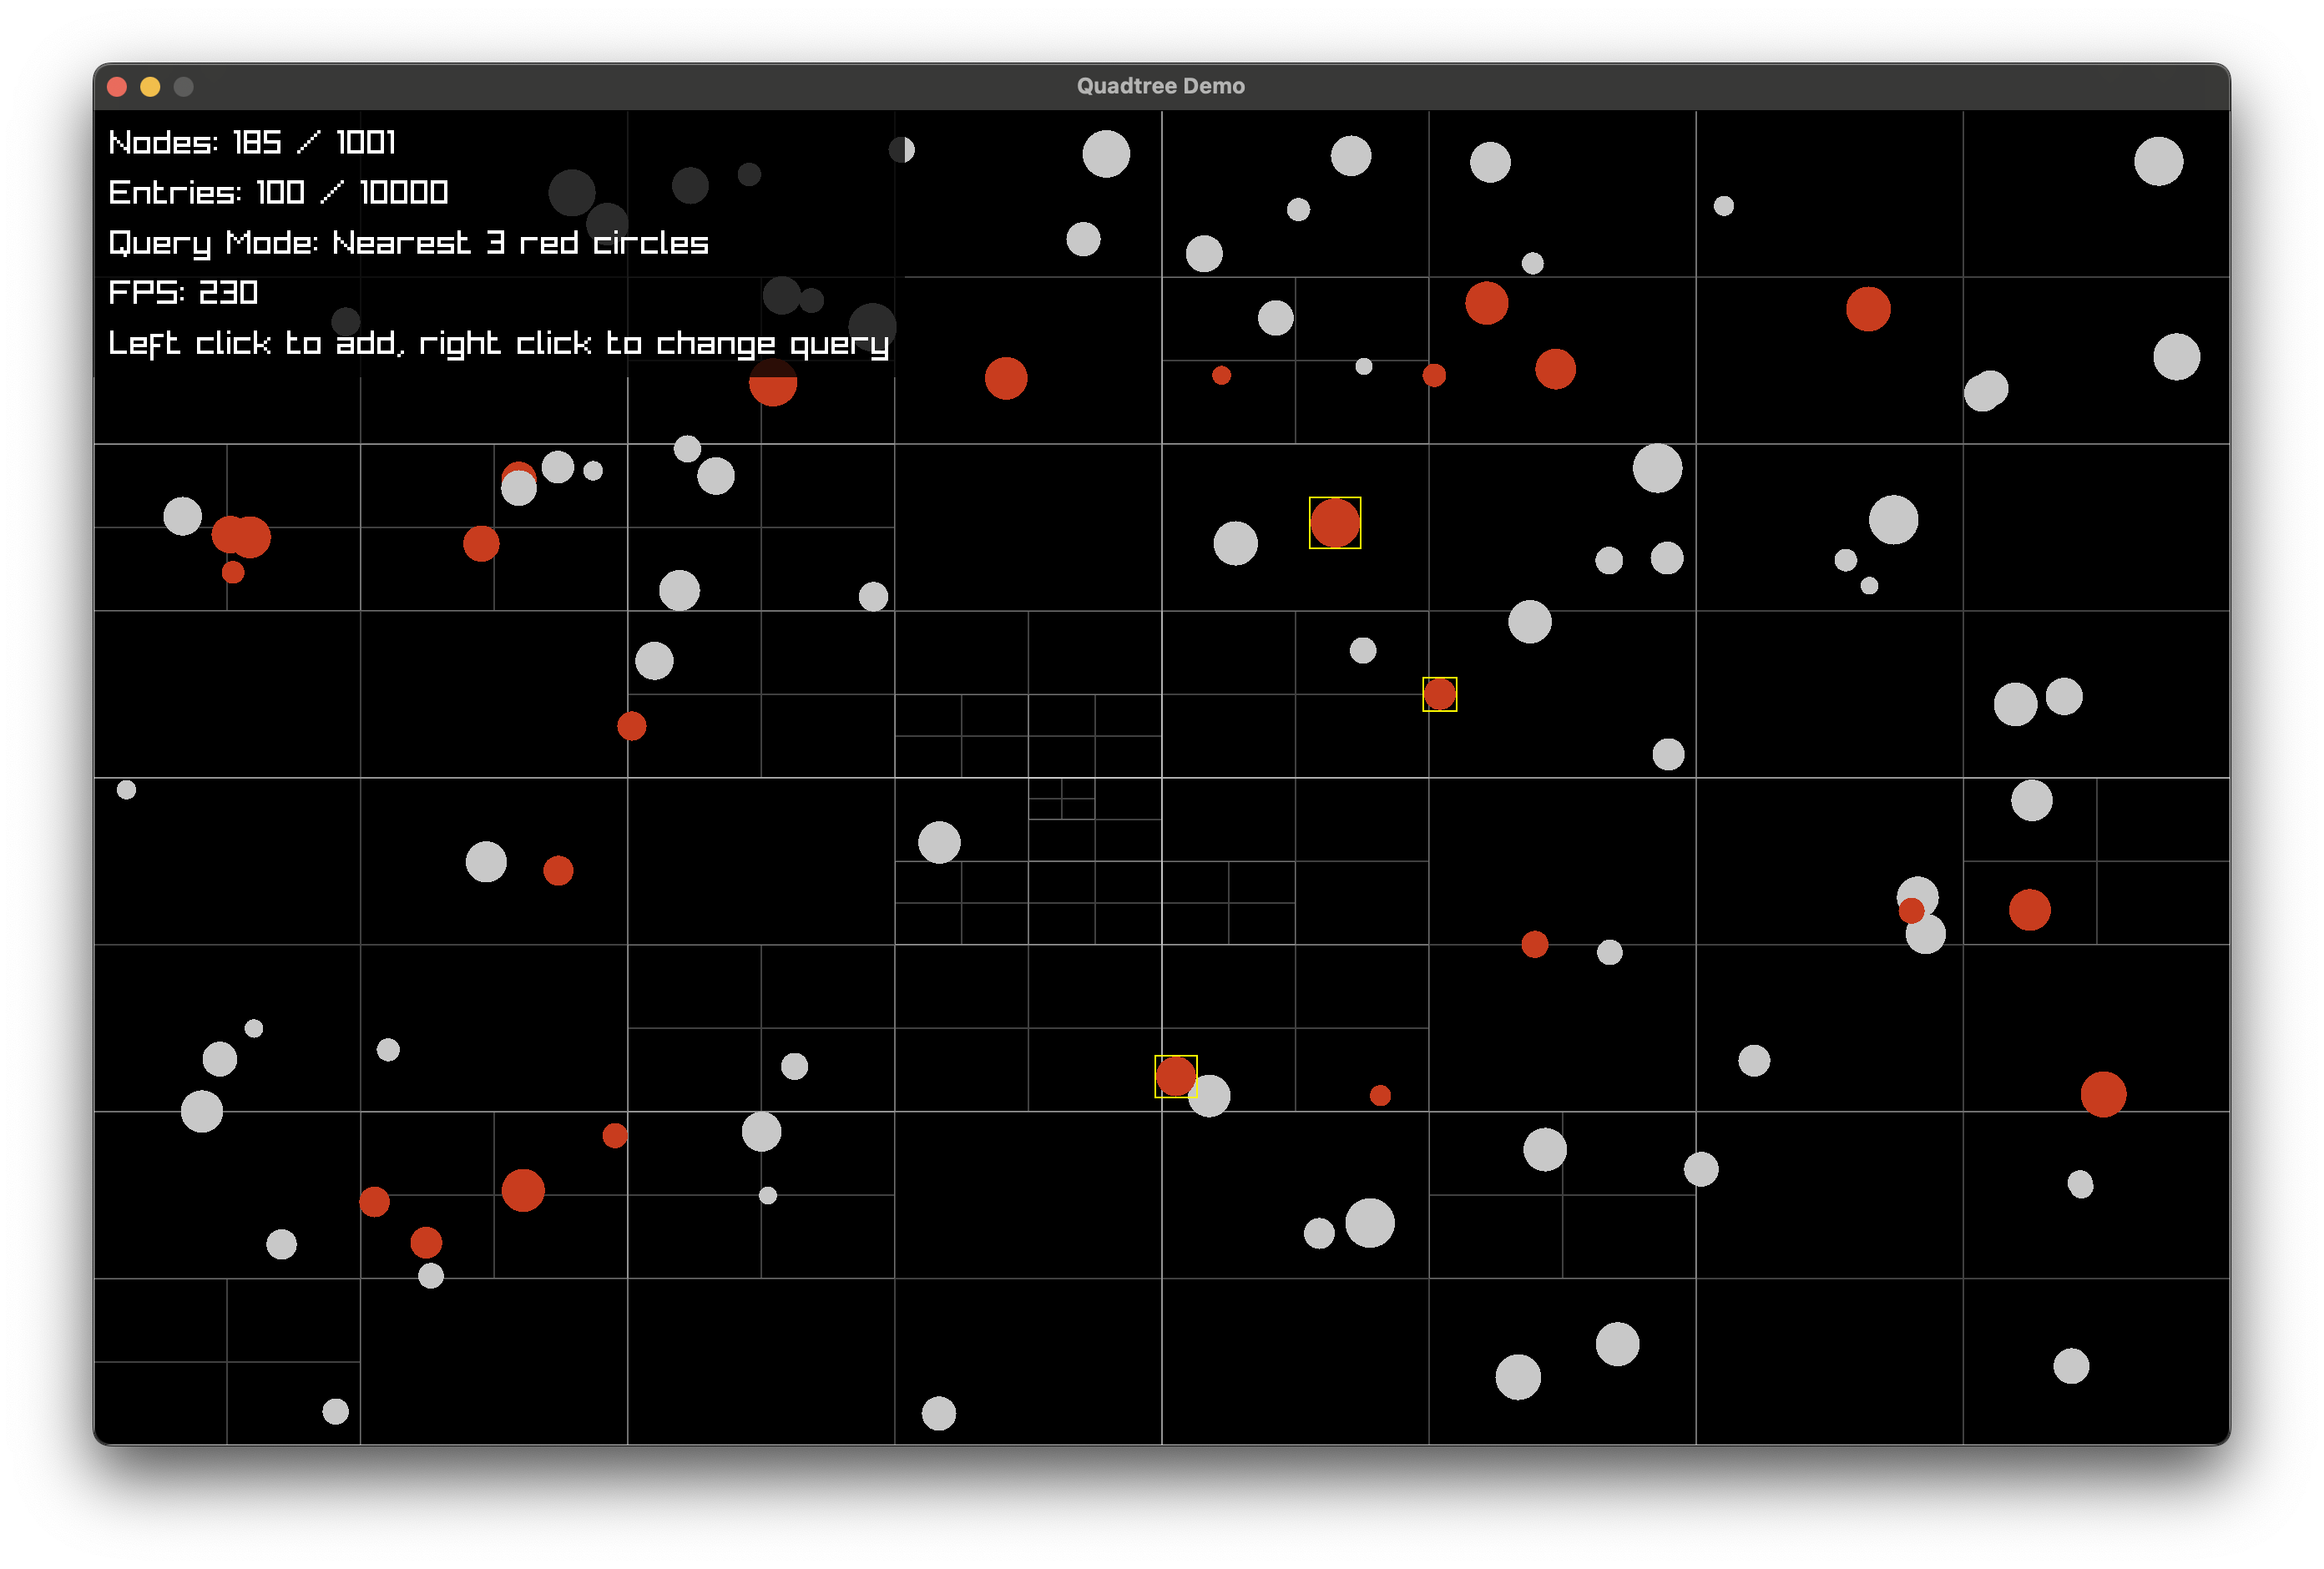 Quadtree Demo
Nodes: 185 / 1001
Entries: 100 / 10000
Query Mode: Nearest 3 red circles
FPS: 230
Left click to add, right click to change query